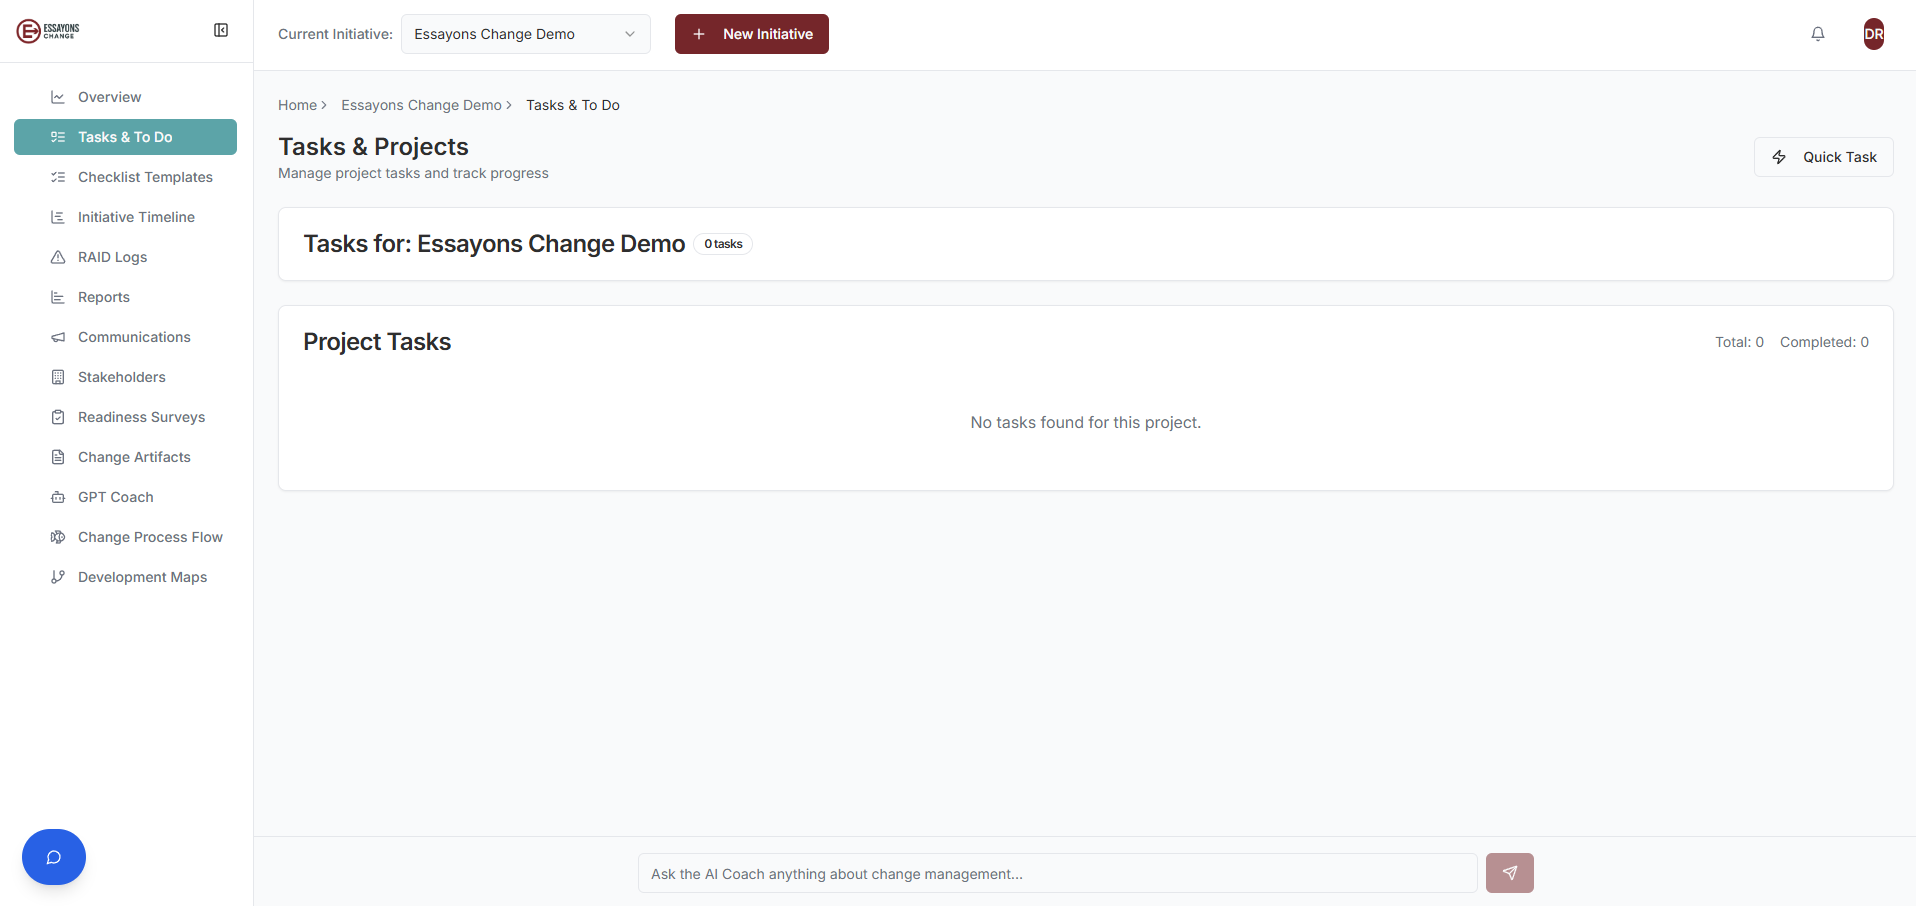 ESSAYONS
CHANGE
Current Initiative:
Essayons Change Demo
New Initiative
DR
Overview
Tasks & To Do
Checklist Templates
Initiative Timeline
RAID Logs
Reports
Communications
Stakeholders
Readiness Surveys
Change Artifacts
GPT Coach
Change Process Flow
Development Maps
Home > Essayons Change Demo > Tasks & To Do
Tasks & Projects
Manage project tasks and track progress
Quick Task
Tasks for: Essayons Change Demo 0 tasks
Project Tasks
Total: 0 Completed: 0
No tasks found for this project.
Ask the AI Coach anything about change management...